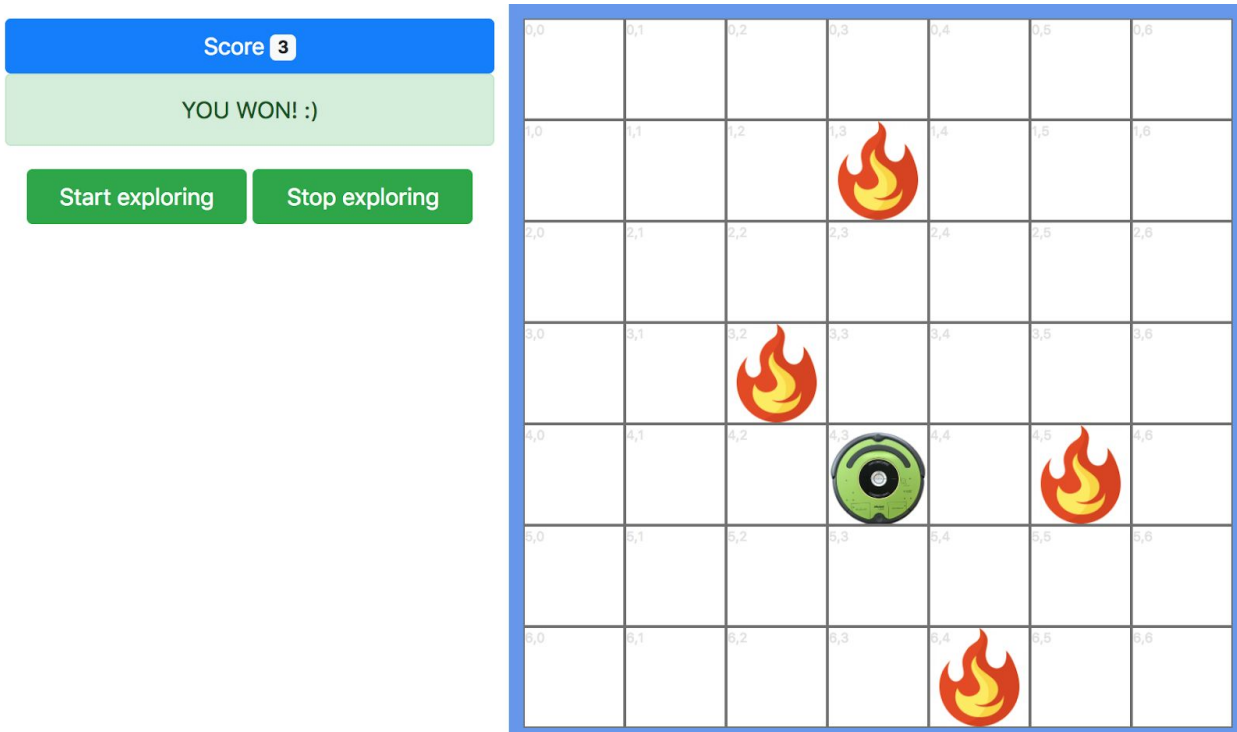 Score 3
YOU WON! :)
Start exploring Stop exploring
0,0 0,1 0,2 0,3 0,4 0,5 0,6
1,0 1,1 1,2 1,3 1,4 1,5 1,6
2,0 2,1 2,2 2,3 2,4 2,5 2,6
3,0 3,1 3,2 3,3 3,4 3,5 3,6
4,0 4,1 4,2 4,3 4,4 4,5 4,6
5,0 5,1 5,2 5,3 5,4 5,5 5,6
6,0 6,1 6,2 6,3 6,4 6,5 6,6